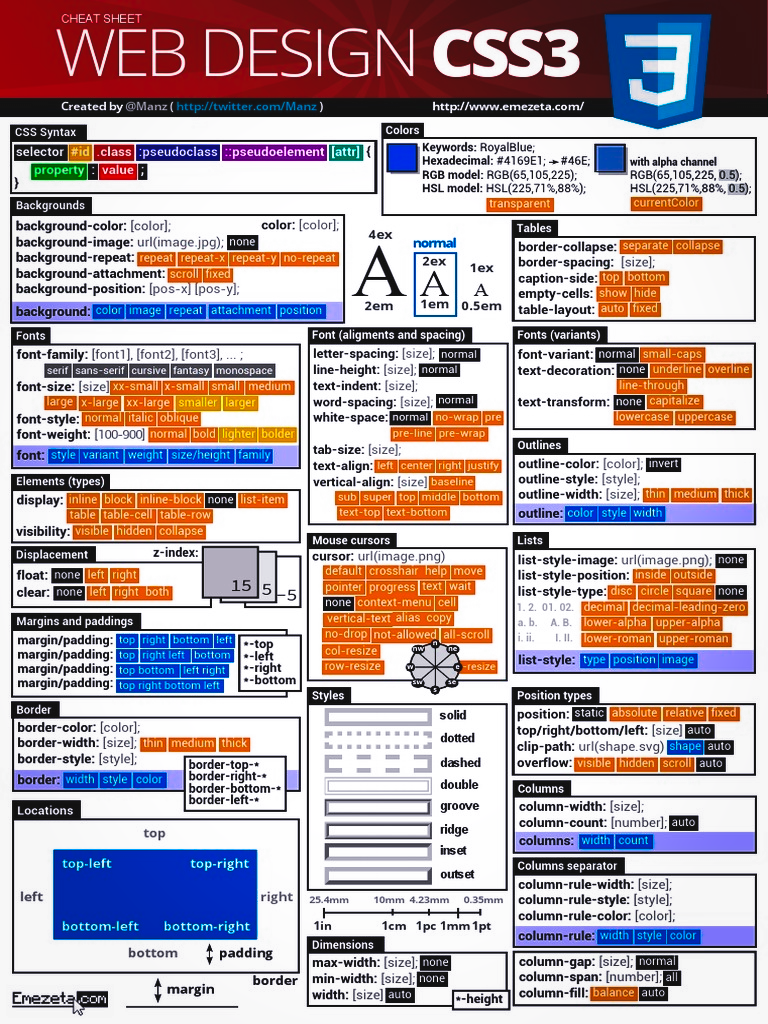 CHEAT SHEET
WEB DESIGN CSS3
Created by @Manz ( http://twitter.com/Manz )
http://www.emezeta.com/
CSS Syntax
selector #id .class :pseudoclass ::pseudoelement [attr] {
property : value ;
}
Colors
Keywords: RoyalBlue;
Hexadecimal: #4169E1; → #46E;
RGB model: RGB(65,105,225)
HSL model: HSL(225,71%,88%);
transparent
with alpha channel
RGB(65,105,225, 0.5);
HSL(225,71%,88%, 0.5);
currentColor
Backgrounds
background-color: [color]; color: [color];
background-image: url(image.jpg); none
background-repeat: repeat repeat-x repeat-y no-repeat
background-attachment: scroll fixed
background-position: [pos-x] [pos-y];
background: color image repeat attachment position
4ex
A
2em
normal
2ex
A
1em
1ex
A
0.5em
Tables
border-collapse: separate collapse
border-spacing: [size];
caption-side: top bottom
empty-cells: show hide
table-layout: auto fixed
Fonts
font-family: [font1], [font2], [font3], ... ;
serif sans-serif cursive fantasy monospace
font-size: [size] xx-small x-small small medium
large x-large xx-large smaller larger
font-style: normal italic oblique
font-weight: [100-900] normal bold lighter bolder
font: style variant weight size/height family
Font (aligments and spacing)
letter-spacing: [size]; normal
line-height: [size]; normal
text-indent: [size];
word-spacing: [size]; normal
white-space: normal no-wrap pre
pre-line pre-wrap
tab-size: [size];
text-align: left center right justify
vertical-align: [size] baseline
sub super top middle bottom
text-top text-bottom
Fonts (variants)
font-variant: normal small-caps
text-decoration: none underline overline
line-through
text-transform: none capitalize
lowercase uppercase
Outlines
outline-color: [color]; invert
outline-style: [style];
outline-width: [size]; thin medium thick
outline: color style width
Elements (types)
display: inline block inline-block none list-item
table table-cell table-row
visibility: visible hidden collapse
Displacement
float: none left right
clear: none left right both
z-index:
15 5 -5
Mouse cursors
cursor: url(image.png)
default crosshair help move
pointer progress text wait
none context-menu cell
vertical-text alias copy
no-drop not-allowed all-scroll
col-resize
row-resize
n ne e se s sw w nw
-resize
Lists
list-style-image: url(image.png); none
list-style-position: inside outside
list-style-type: disc circle square none
1. 2. 01. 02. decimal decimal-leading-zero
a. b. A. B. lower-alpha upper-alpha
i. ii. I. II. lower-roman upper-roman
list-style: type position image
Margins and paddings
margin/padding: top right bottom left
margin/padding: top right left bottom
margin/padding: top bottom left right
margin/padding: top right bottom left
*-top
*-left
*-right
*-bottom
Border
border-color: [color];
border-width: [size]; thin medium thick
border-style: [style];
border: width style color
border-top-*
border-right-*
border-bottom-*
border-left-*
Styles
solid
dotted
dashed
double
groove
ridge
inset
outset
Position types
position: static absolute relative fixed
top/right/bottom/left: [size] auto
clip-path: url(shape.svg) shape auto
overflow: visible hidden scroll auto
Columns
column-width: [size];
column-count: [number]; auto
columns: width count
Locations
top
top-left top-right
left right
bottom-left bottom-right
bottom
padding
border
margin
25.4mm 10mm 4.23mm 0.35mm
1in 1cm 1pc 1mm 1pt
Dimensions
max-width: [size]; none
min-width: [size]; none
width: [size] auto
*-height
Columns separator
column-rule-width: [size];
column-rule-style: [style];
column-rule-color: [color];
column-rule: width style color
column-gap: [size]; normal
column-span: [number]; all
column-fill: balance auto
Emezeta.com